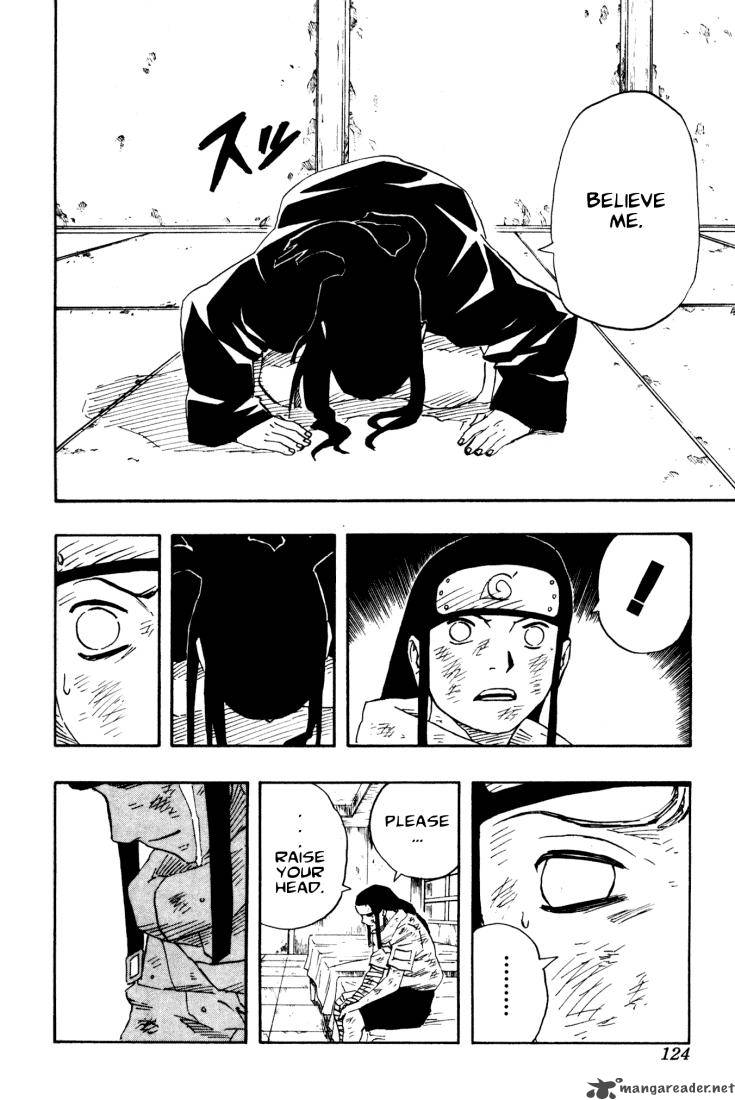 BELIEVE
ME.
スッ
!
PLEASE
...
...
RAISE
YOUR
HEAD.
........
124
mangareader.net